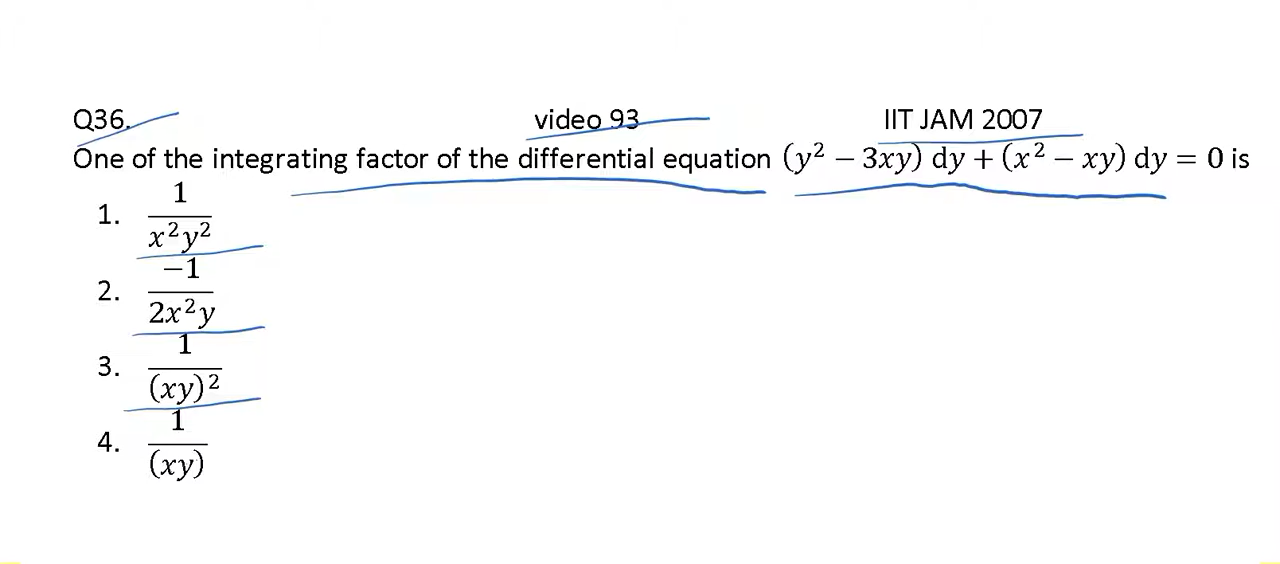 Q36. video 93 IIT JAM 2007
One of the integrating factor of the differential equation (y² − 3xy) dy + (x² − xy) dy = 0 is
1. 1/(x²y²)
2. −1/(2x²y)
3. 1/(xy)²
4. 1/(xy)